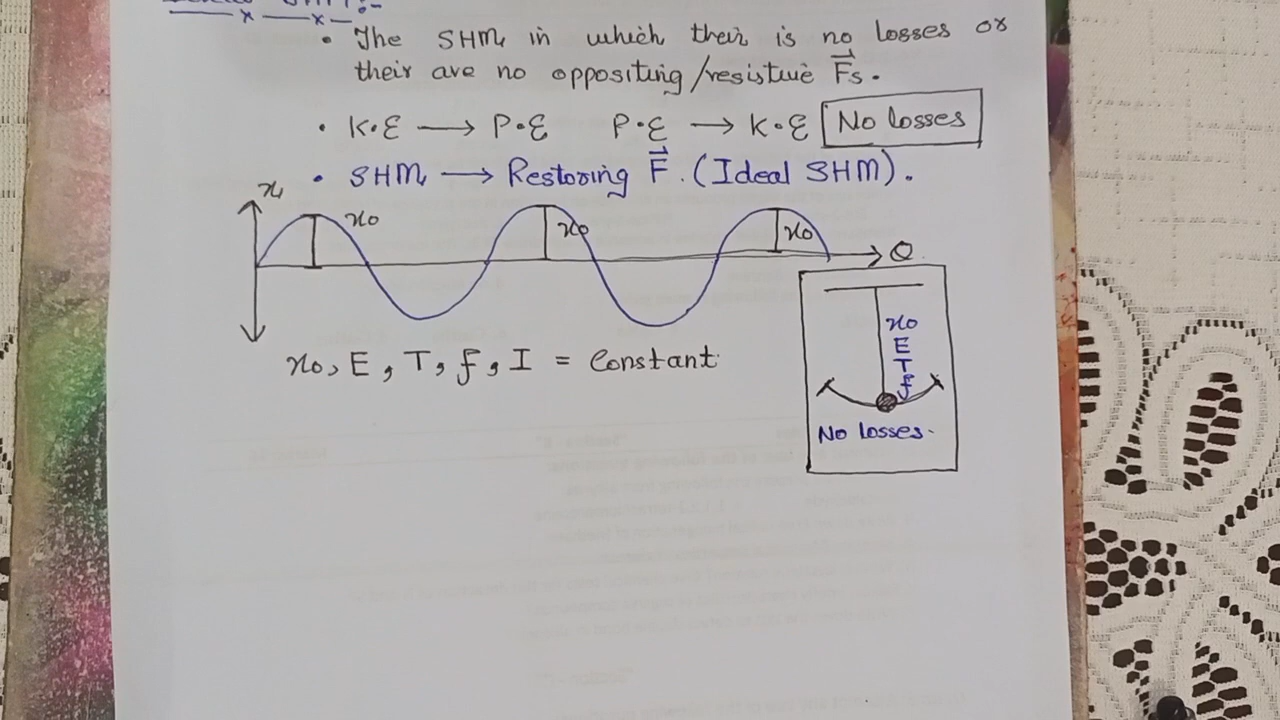 • The SHM in which their is no losses or
their are no oppositing/resistive F⃗s.
• K.E → P.E P.E → K.E No losses
• SHM → Restoring F⃗. (Ideal SHM).
x
x₀
x₀
x₀
θ
x₀, E, T, f, I = Constant
x₀
E
T
f
No losses.